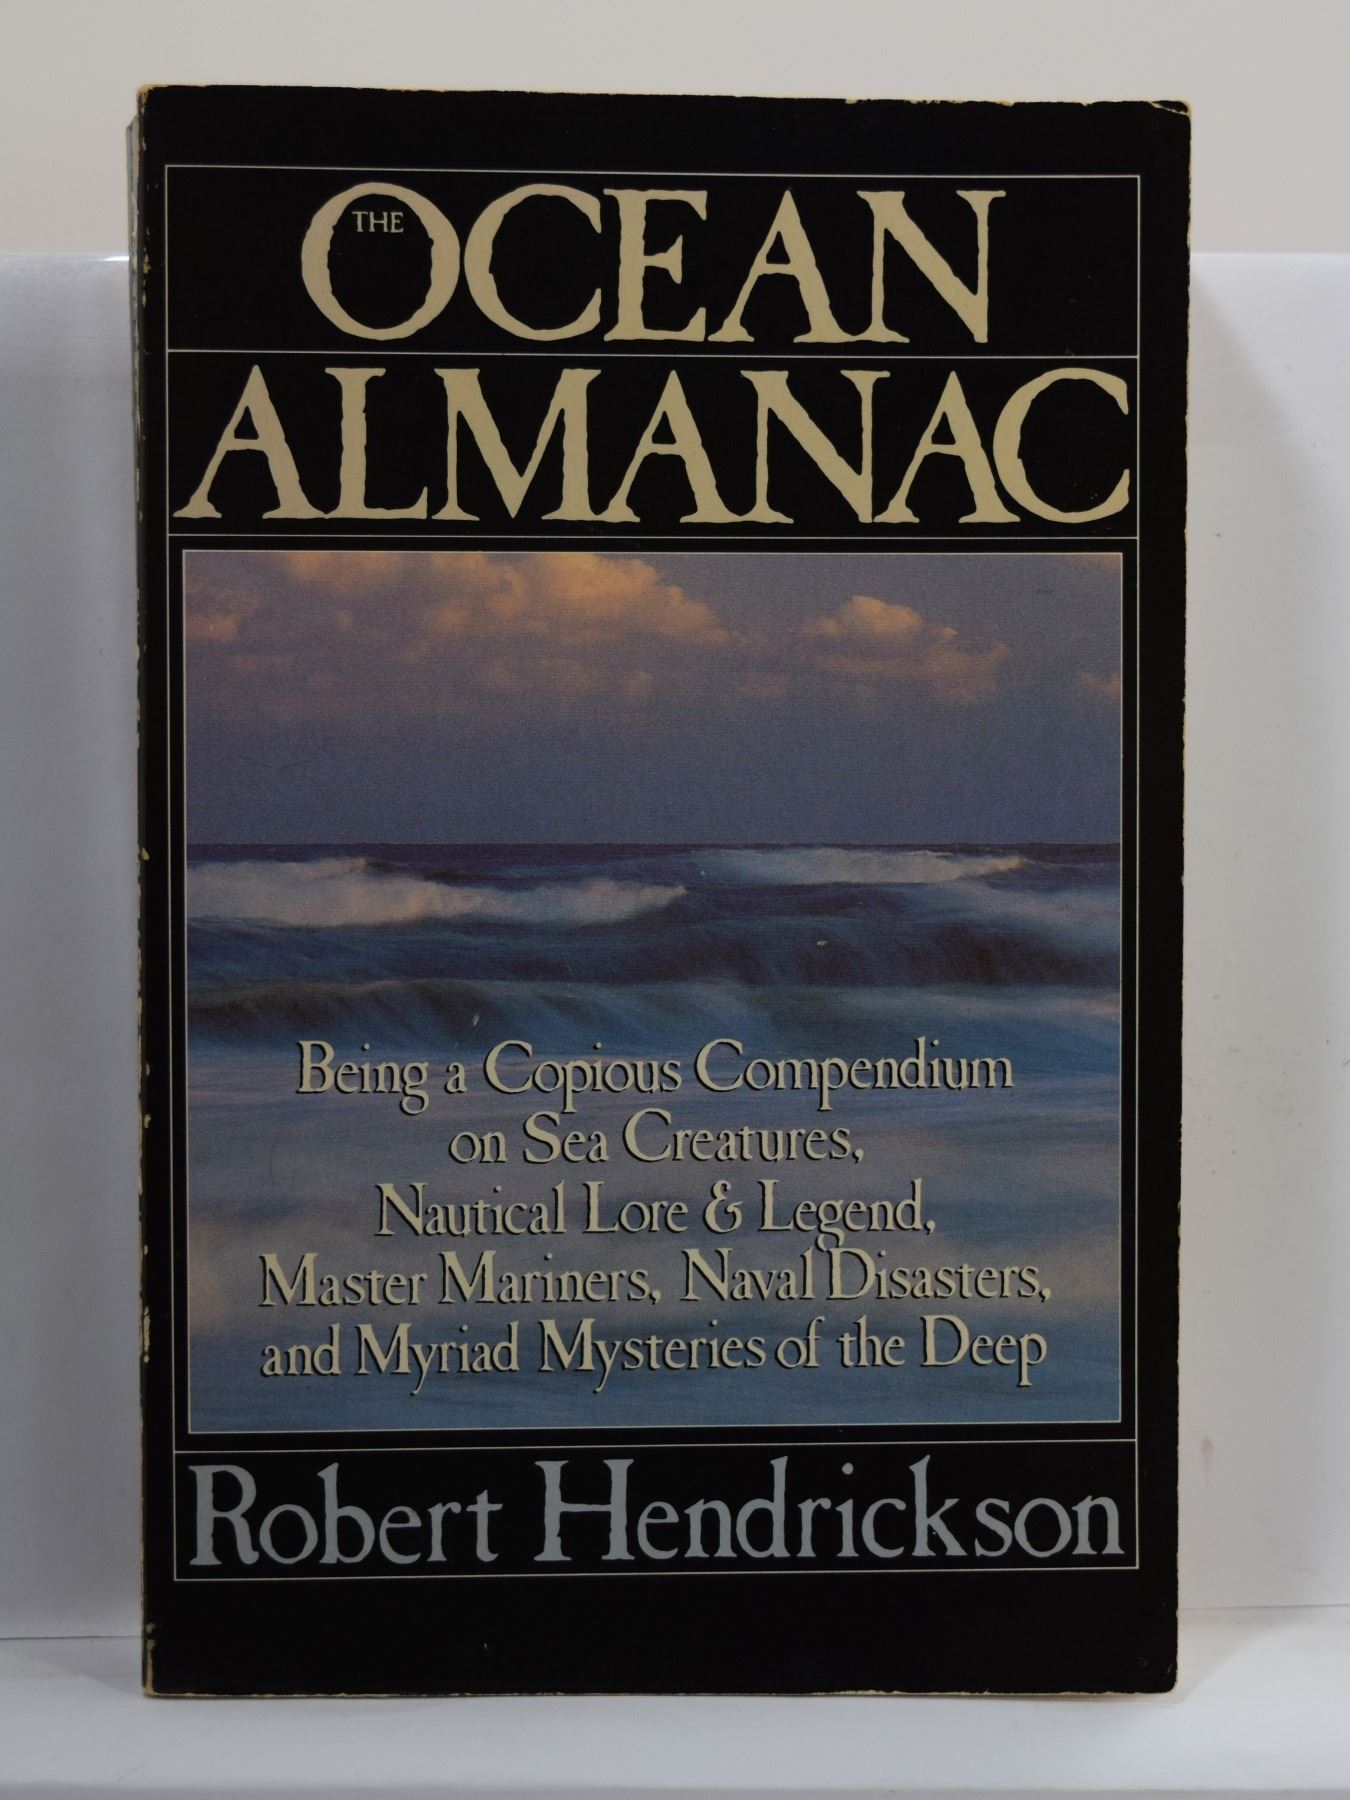 THE OCEAN
ALMANAC
Being a Copious Compendium
on Sea Creatures,
Nautical Lore & Legend,
Master Mariners, Naval Disasters,
and Myriad Mysteries of the Deep
Robert Hendrickson